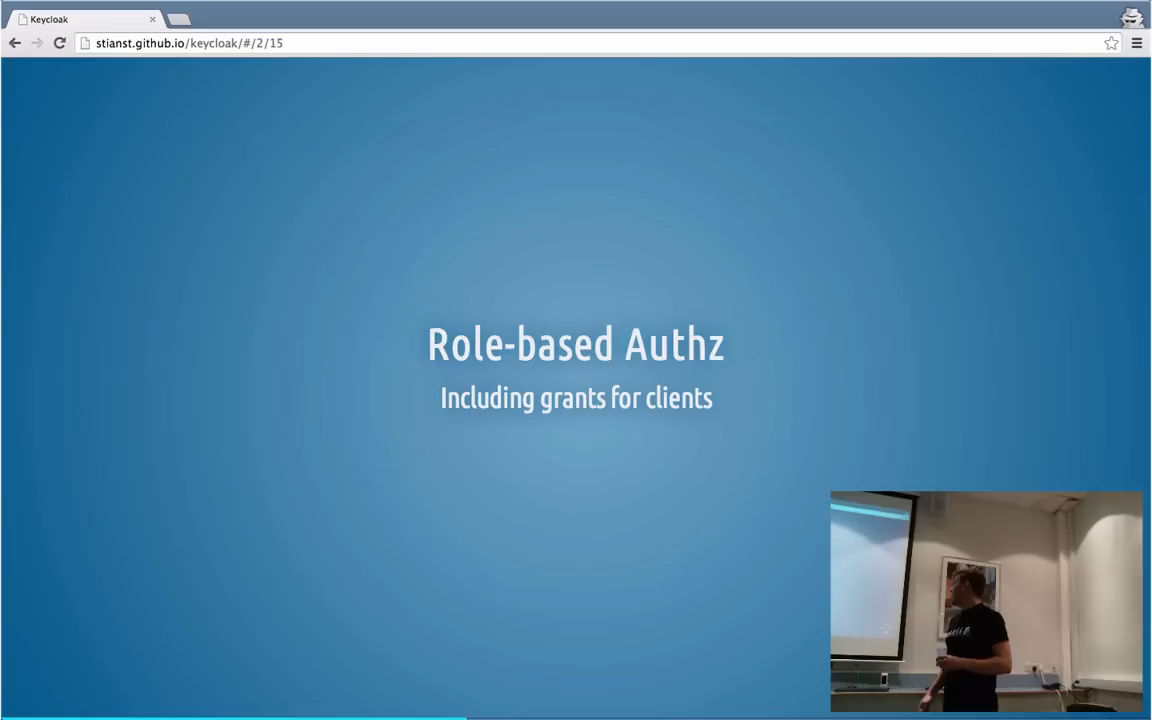 Keycloak
stianst.github.io/keycloak/#/2/15
Role-based Authz
Including grants for clients